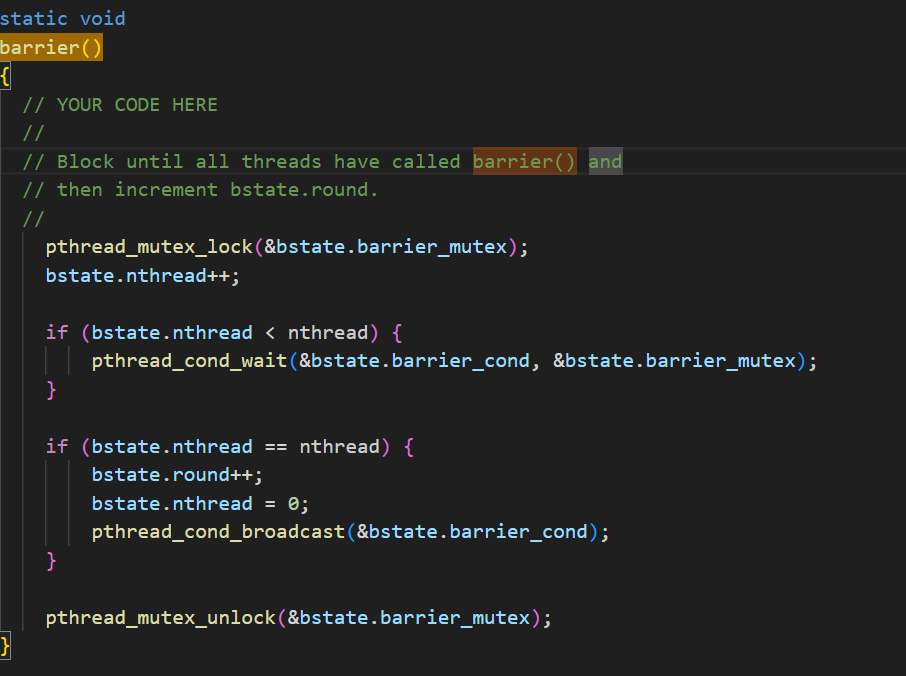 static void
barrier()
{
  // YOUR CODE HERE
  //
  // Block until all threads have called barrier() and
  // then increment bstate.round.
  //
    pthread_mutex_lock(&bstate.barrier_mutex);
    bstate.nthread++;

    if (bstate.nthread < nthread) {
        pthread_cond_wait(&bstate.barrier_cond, &bstate.barrier_mutex);
    }

    if (bstate.nthread == nthread) {
        bstate.round++;
        bstate.nthread = 0;
        pthread_cond_broadcast(&bstate.barrier_cond);
    }

    pthread_mutex_unlock(&bstate.barrier_mutex);
}